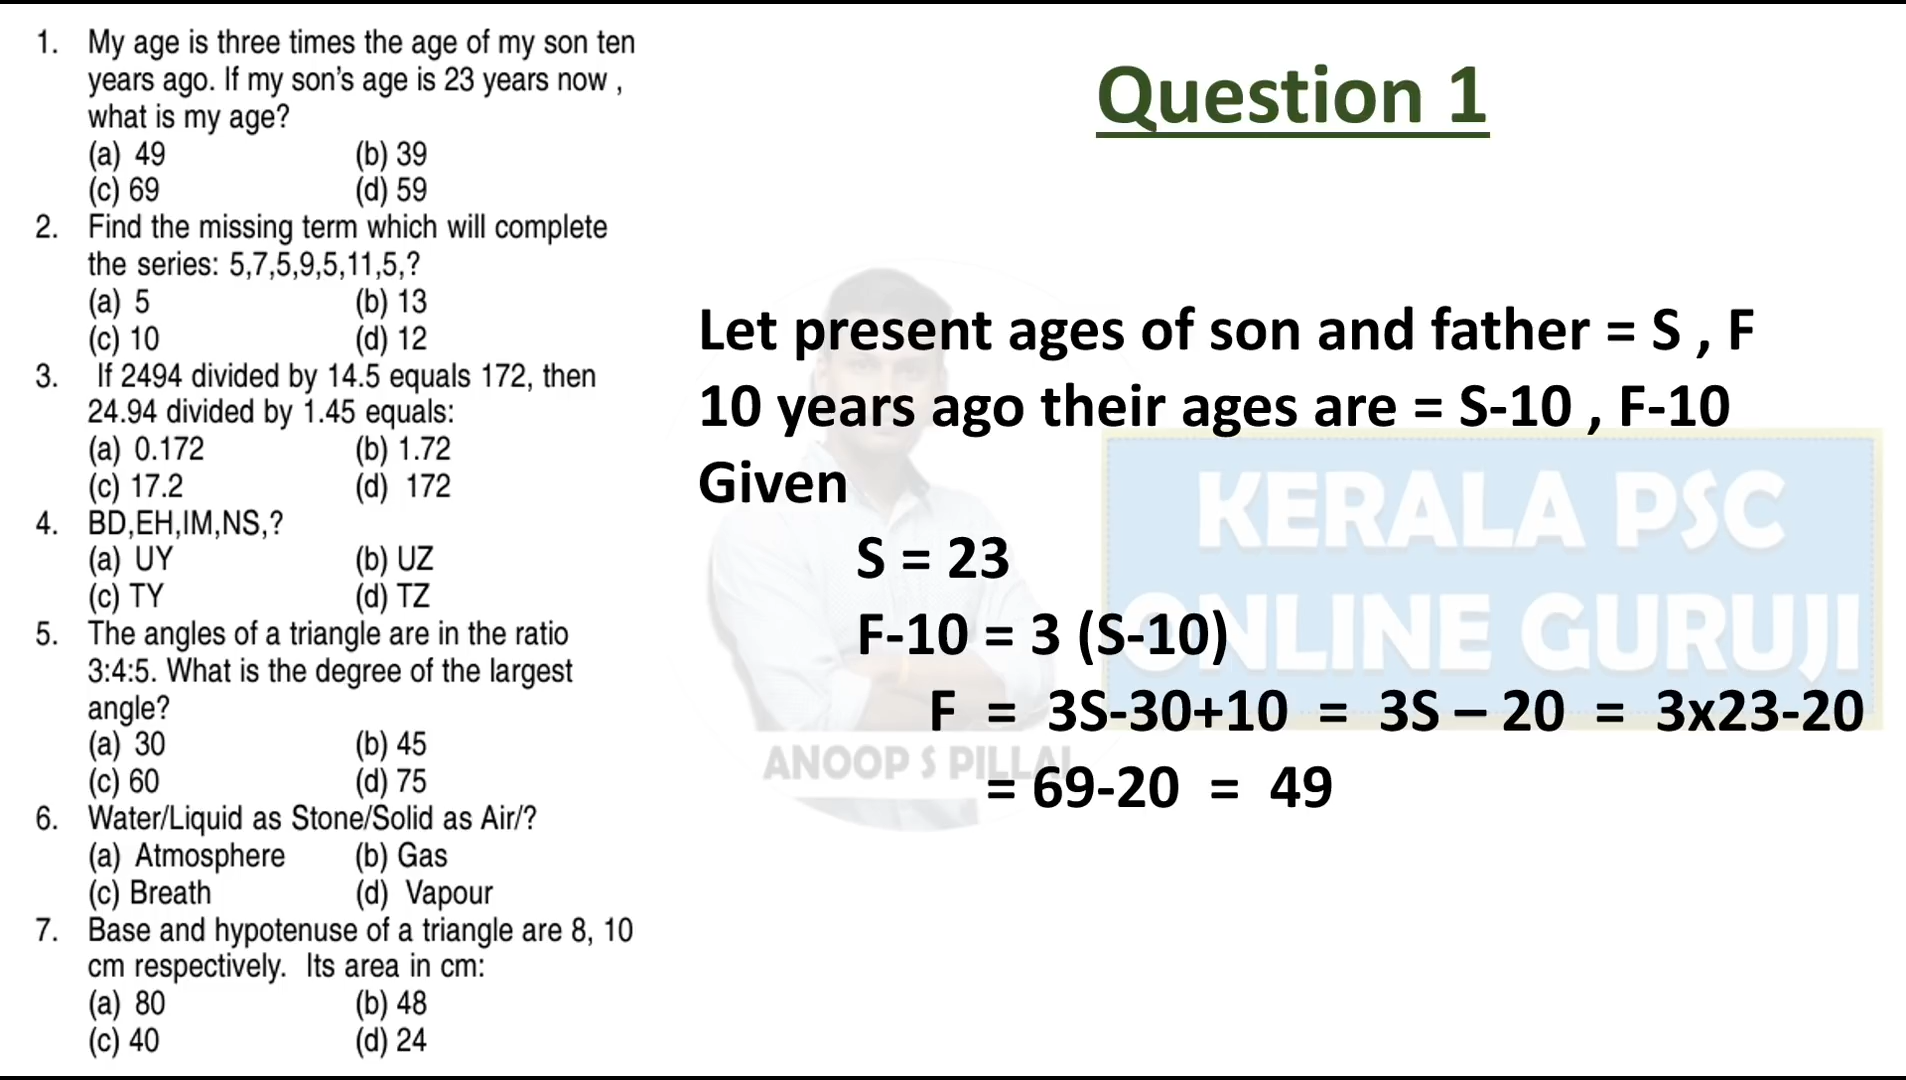 1. My age is three times the age of my son ten
years ago. If my son's age is 23 years now ,
what is my age?
(a) 49 (b) 39
(c) 69 (d) 59
2. Find the missing term which will complete
the series: 5,7,5,9,5,11,5,?
(a) 5 (b) 13
(c) 10 (d) 12
3. If 2494 divided by 14.5 equals 172, then
24.94 divided by 1.45 equals:
(a) 0.172 (b) 1.72
(c) 17.2 (d) 172
4. BD,EH,IM,NS,?
(a) UY (b) UZ
(c) TY (d) TZ
5. The angles of a triangle are in the ratio
3:4:5. What is the degree of the largest
angle?
(a) 30 (b) 45
(c) 60 (d) 75
6. Water/Liquid as Stone/Solid as Air/?
(a) Atmosphere (b) Gas
(c) Breath (d) Vapour
7. Base and hypotenuse of a triangle are 8, 10
cm respectively. Its area in cm:
(a) 80 (b) 48
(c) 40 (d) 24
Question 1
Let present ages of son and father = S , F
10 years ago their ages are = S-10 , F-10
Given
S = 23
F-10 = 3 (S-10)
F = 3S-30+10 = 3S – 20 = 3x23-20
= 69-20 = 49
KERALA PSC
ONLINE GURUJI
ANOOP S PILLAI